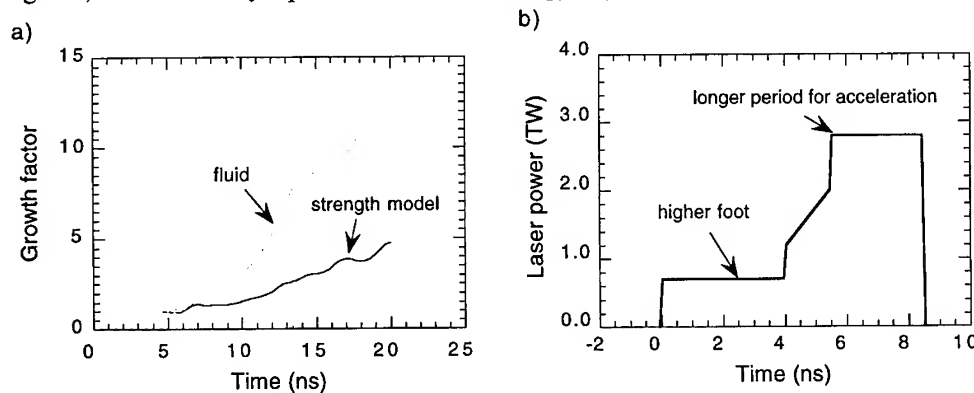 a)
Growth factor
15
10
5
0
fluid
strength model
0 5 10 15 20 25
Time (ns)
b)
Laser power (TW)
4.0
3.0
2.0
1.0
0.0
longer period for acceleration
higher foot
-2 0 2 4 6 8 10
Time (ns)